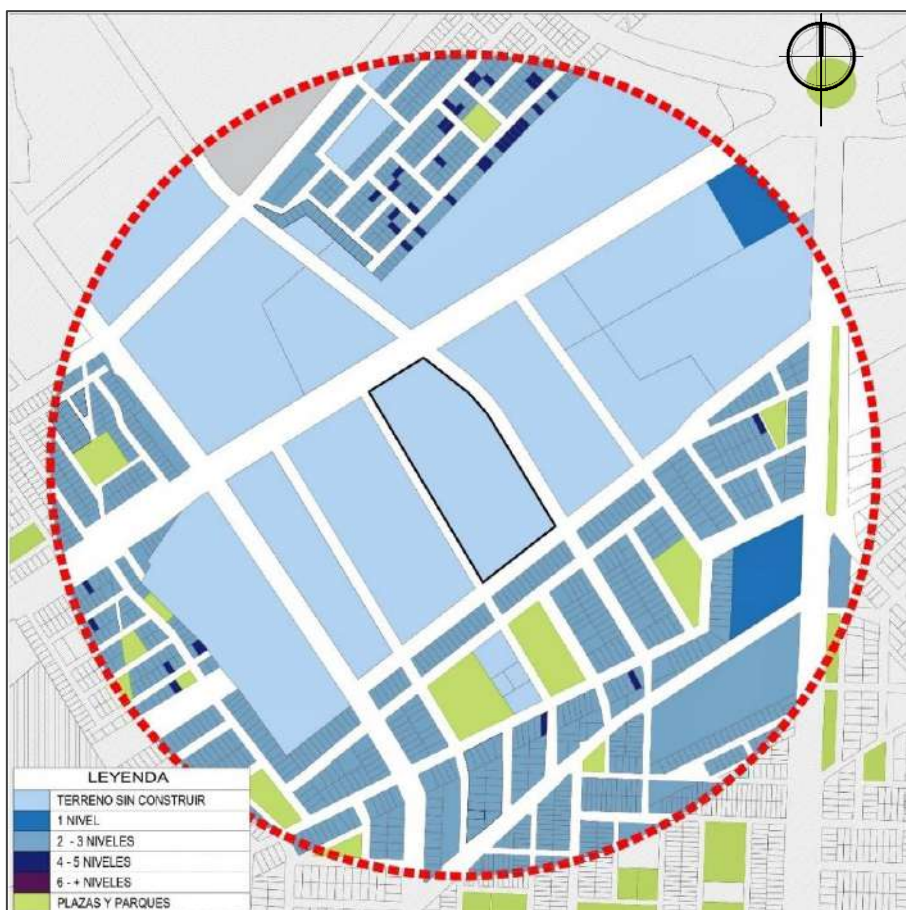 LEYENDA
TERRENO SIN CONSTRUIR
1 NIVEL
2 - 3 NIVELES
4 - 5 NIVELES
6 - + NIVELES
PLAZAS Y PARQUES